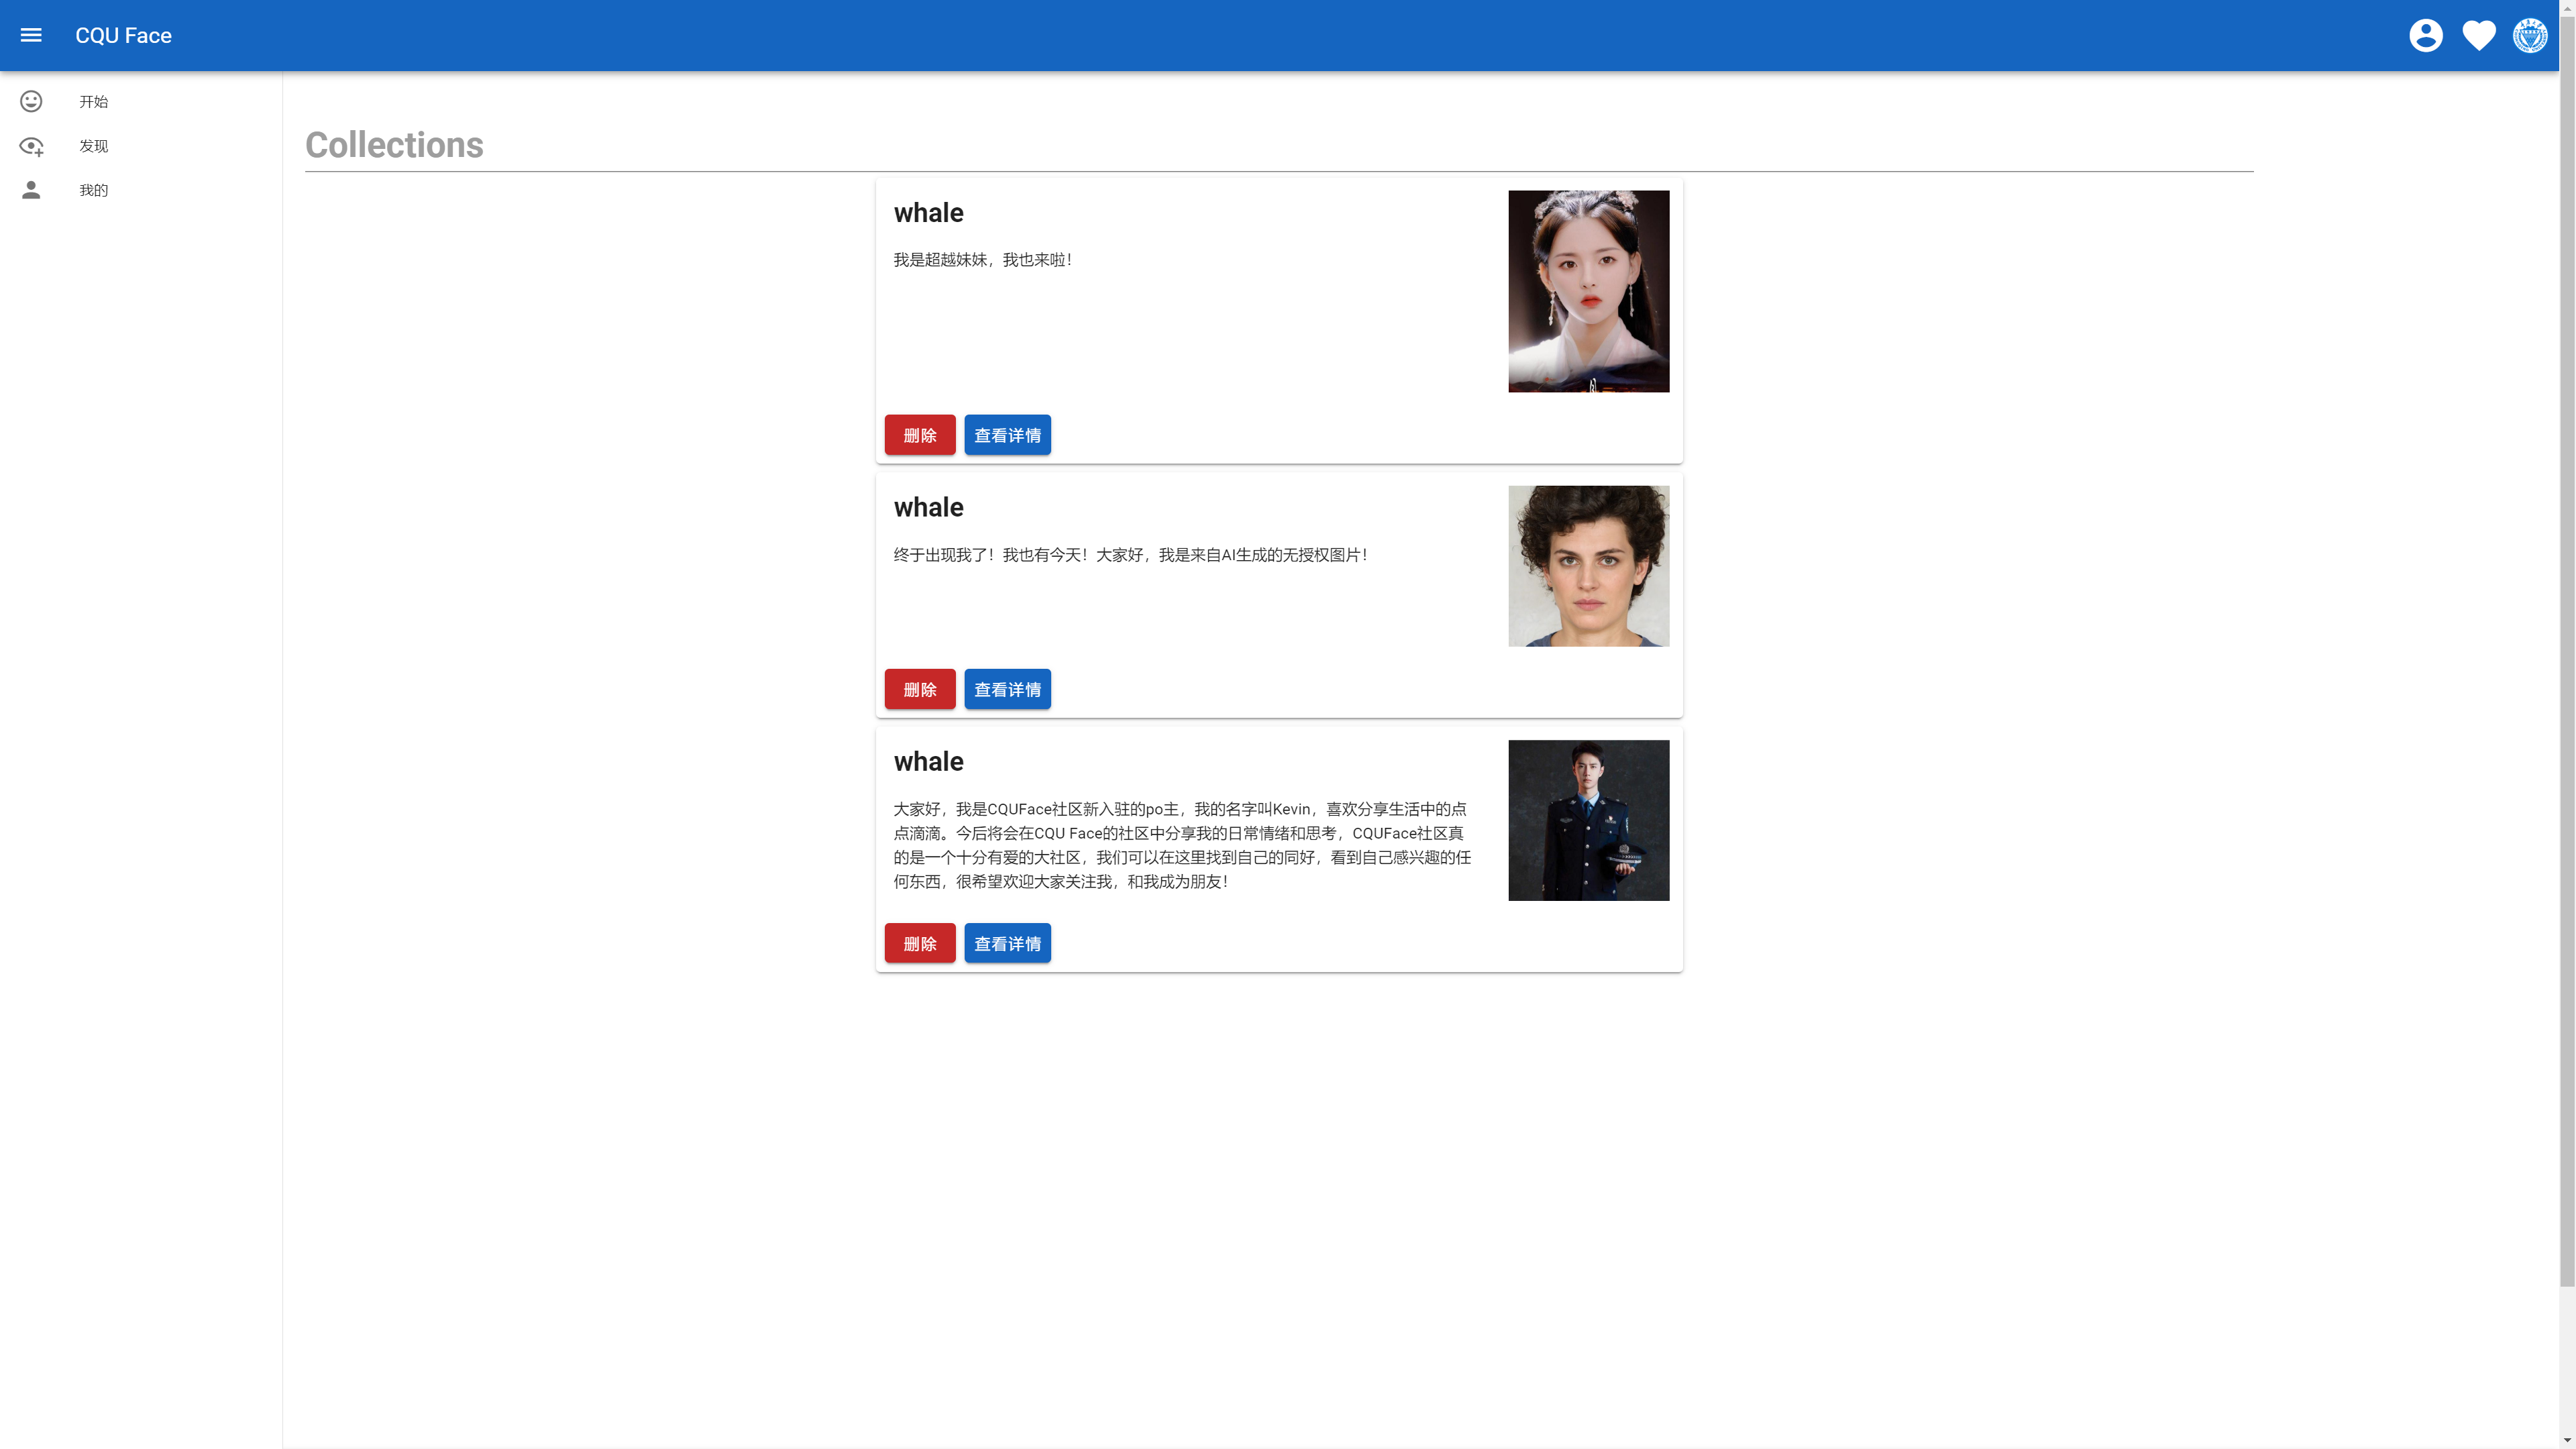 CQU Face
开始
发现
我的
Collections
whale
我是超越妹妹，我也来啦！
删除 查看详情
whale
终于出现我了！我也有今天！大家好，我是来自AI生成的无授权图片！
删除 查看详情
whale
大家好，我是CQUFace社区新入驻的po主，我的名字叫Kevin，喜欢分享生活中的点
点滴滴。今后将会在CQU Face的社区中分享我的日常情绪和思考，CQUFace社区真
的是一个十分有爱的大社区，我们可以在这里找到自己的同好，看到自己感兴趣的任
何东西，很希望欢迎大家关注我，和我成为朋友！
删除 查看详情